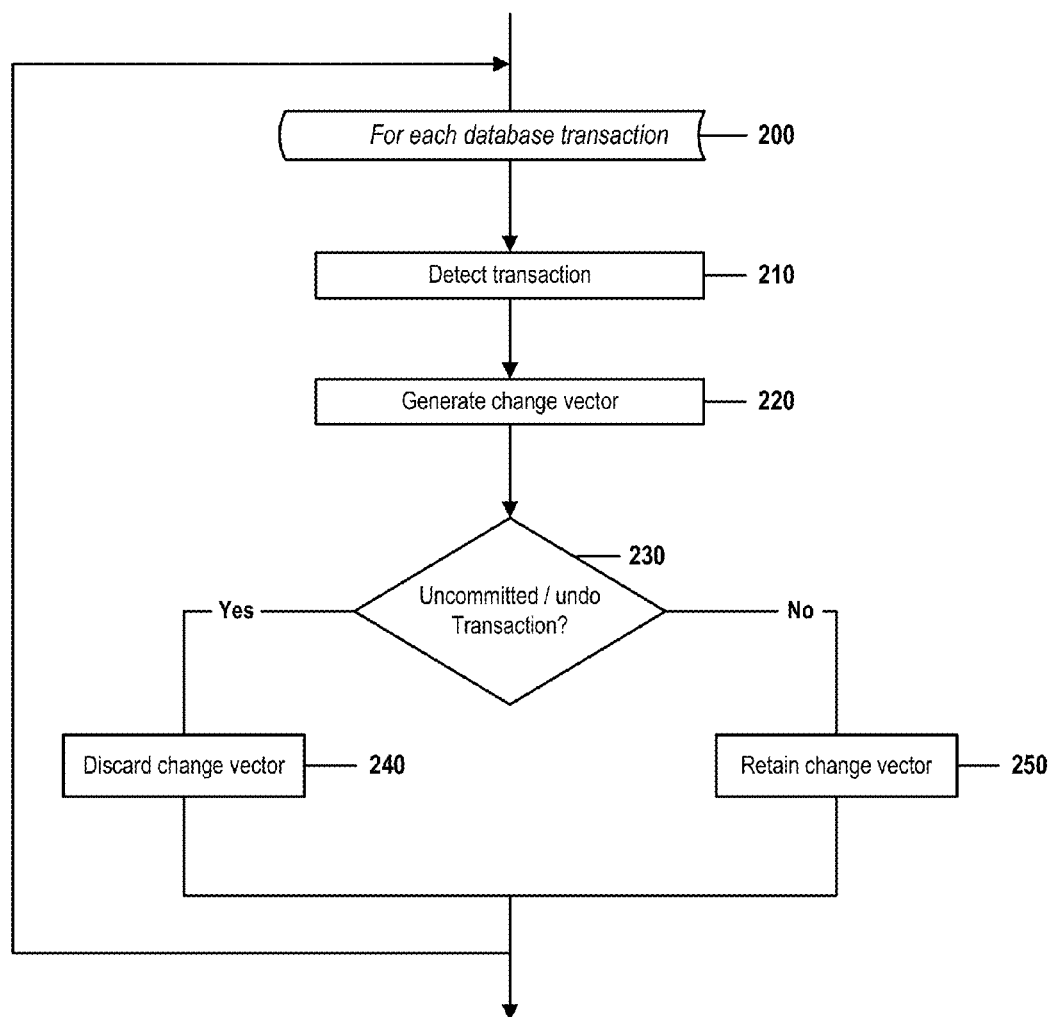 For each database transaction
200
Detect transaction
210
Generate change vector
220
230
Uncommitted / undo
Transaction?
Yes
No
Discard change vector
240
Retain change vector
250